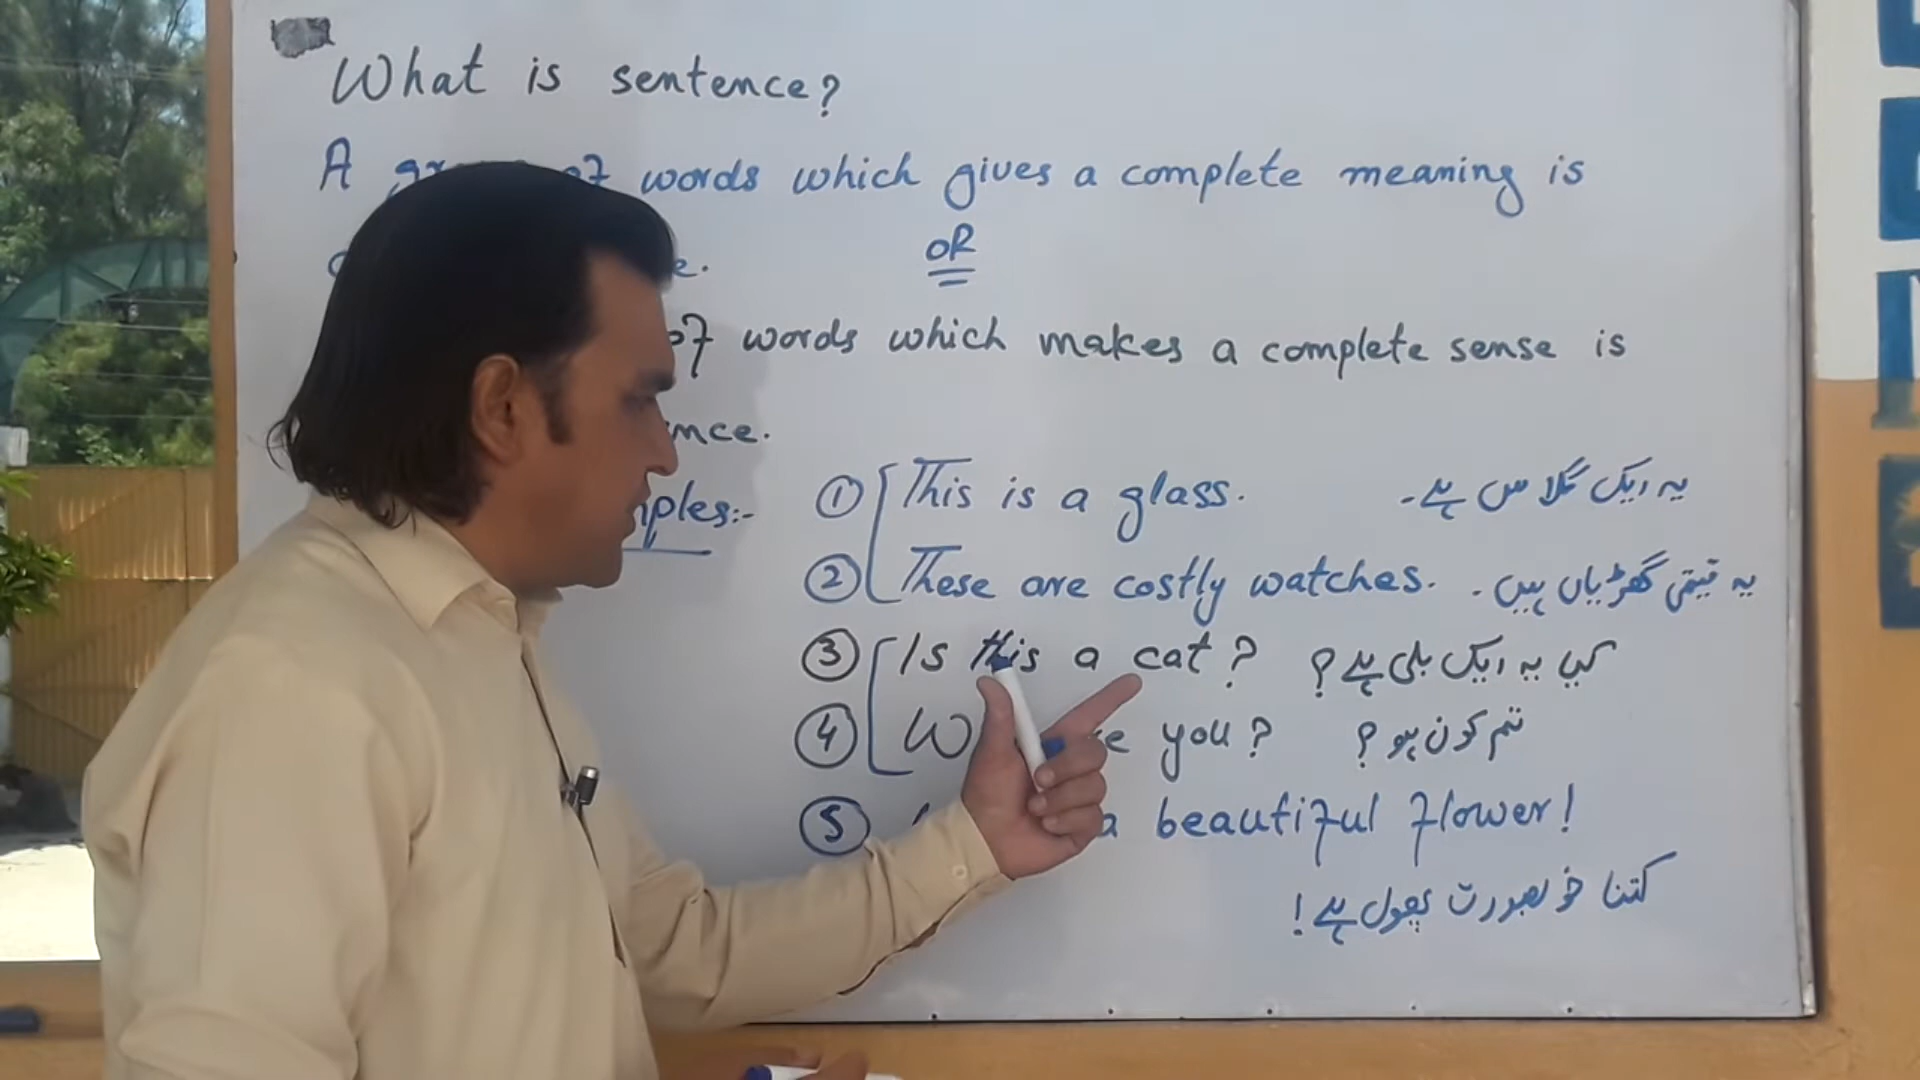 What is sentence?
A of words which gives a complete meaning is
OR
of words which makes a complete sense is
① This is a glass. یہ ایک گلاس ہے۔
② These are costly watches. یہ قیمتی گھڑیاں ہیں۔
③ Is this a cat? کیا یہ ایک بلی ہے؟
④ you? تم کون ہو؟
⑤ a beautiful flower!
کتنا خوبصورت پھول ہے!